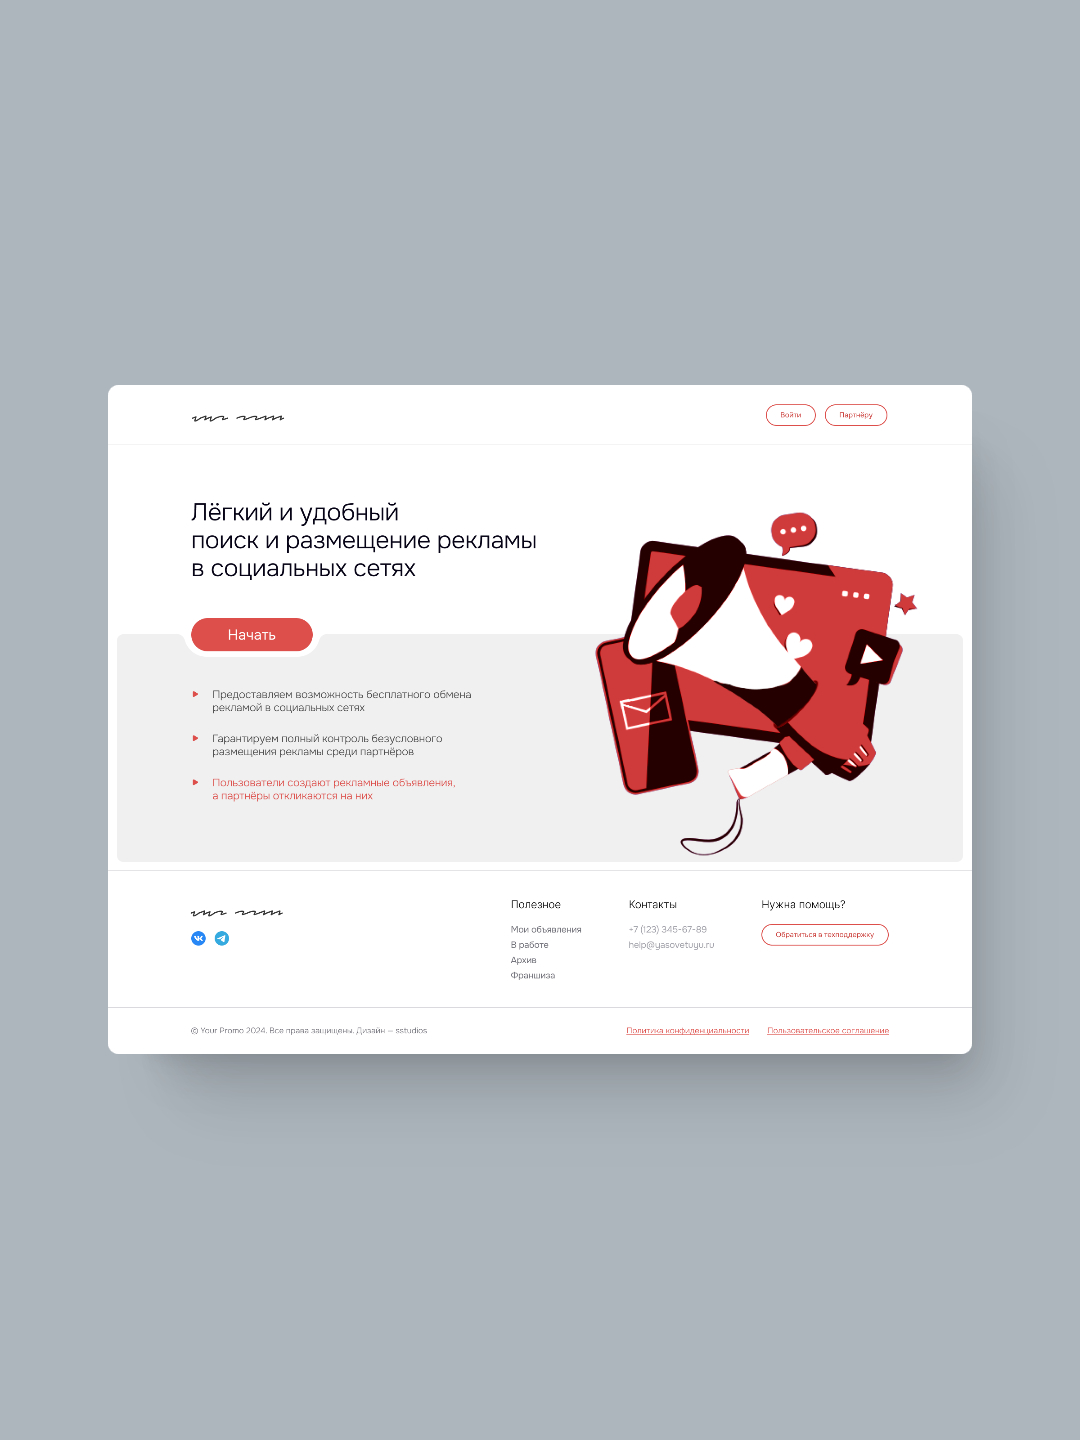 Войти
Партнёру
Лёгкий и удобный
поиск и размещение рекламы
в социальных сетях
Начать
Предоставляем возможность бесплатного обмена
рекламой в социальных сетях
Гарантируем полный контроль безусловного
размещения рекламы среди партнёров
Пользователи создают рекламные объявления,
а партнёры откликаются на них
Полезное
Мои объявления
В работе
Архив
Франшиза
Контакты
+7 (123) 345-67-89
help@yasovetuyu.ru
Нужна помощь?
Обратиться в техподдержку
© Your Promo 2024. Все права защищены. Дизайн — sstudios
Политика конфиденциальности
Пользовательское соглашение